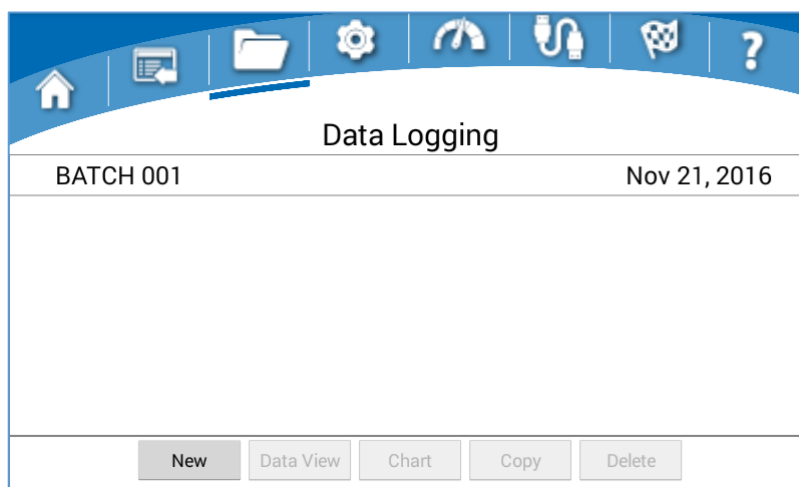 ?
Data Logging
BATCH 001 Nov 21, 2016
New Data View Chart Copy Delete